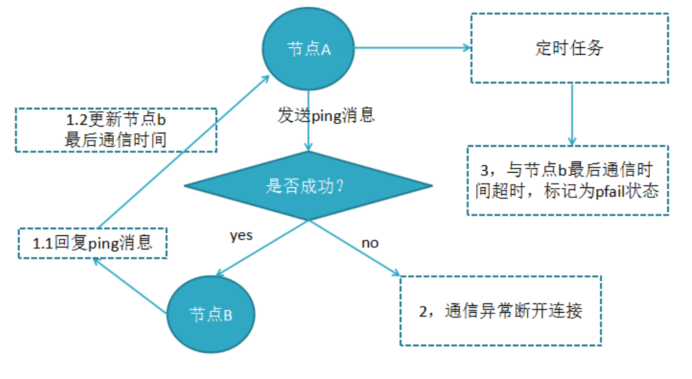 节点A
定时任务
发送ping消息
1.2更新节点b
最后通信时间
是否成功?
3，与节点b最后通信时
间超时，标记为pfail状态
1.1回复ping消息
yes
no
节点B
2，通信异常断开连接